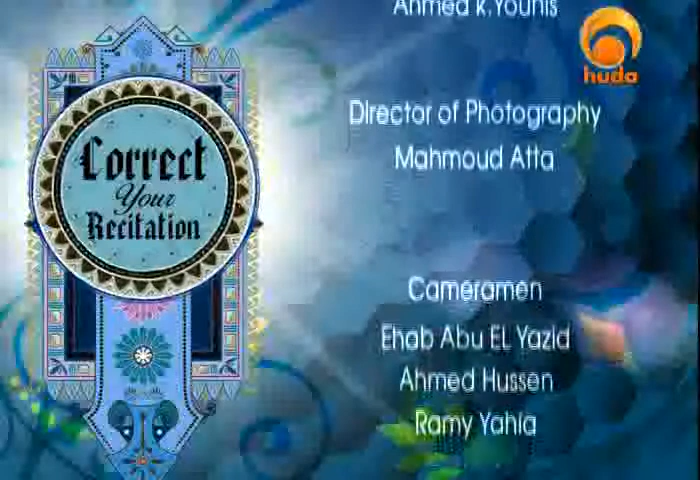 Ahmed k.Younis
huda
Director of Photography
Mahmoud Atta
Correct
Your
Recitation
Cameramen
Ehab Abu EL Yazid
Ahmed Hussen
Ramy Yahia